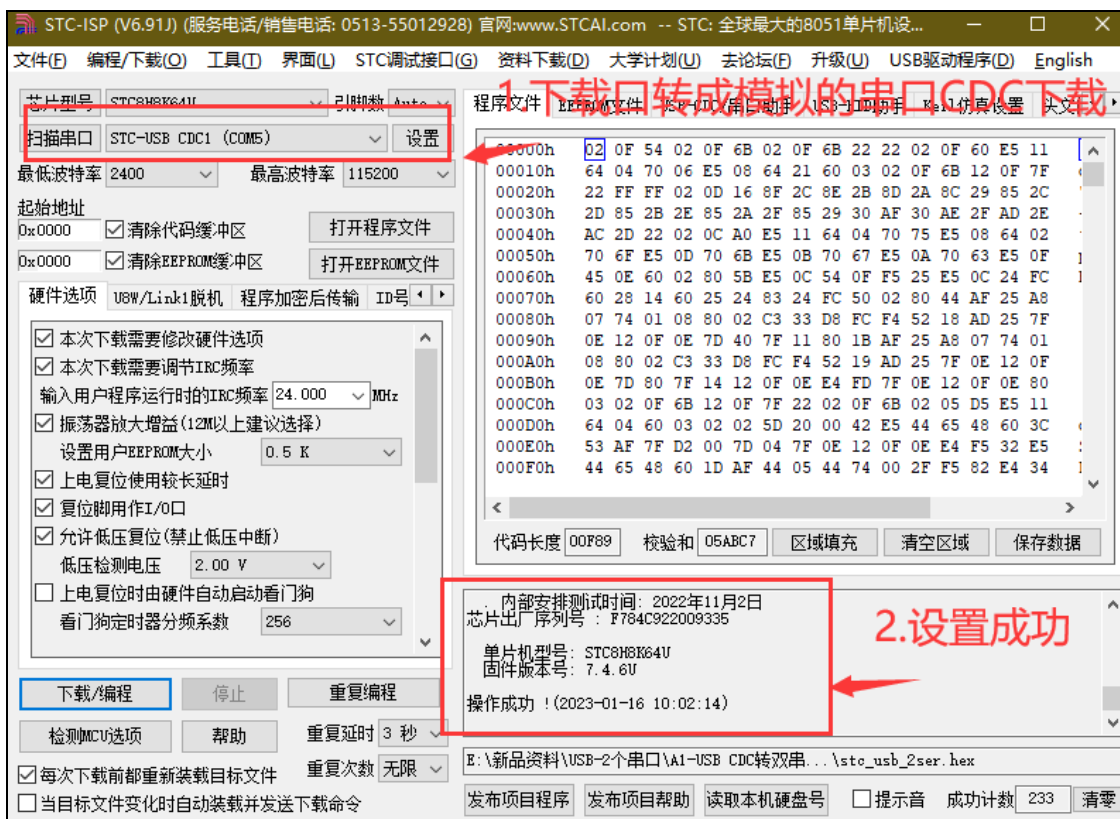 STC-ISP (V6.91J) (服务电话/销售电话: 0513-55012928) 官网:www.STCAI.com -- STC: 全球最大的8051单片机设...
文件(F) 编程/下载(O) 工具(T) 界面(L) STC调试接口(G) 资料下载(D) 大学计划(U) 去论坛(F) 升级(U) USB驱动程序(D) English
1.下载口转成模拟的串口CDC下载
芯片型号 STC8H8K64U 引脚数 Auto
程序文件 EEPROM文件 USB-CDC/串口助手 USB-HID助手 Keil仿真设置 头文
扫描串口 STC-USB CDC1 (COM5) 设置
最低波特率 2400 最高波特率 115200
起始地址
0x0000 清除代码缓冲区 打开程序文件
0x0000 清除EEPROM缓冲区 打开EEPROM文件
硬件选项 U8W/Link1脱机 程序加密后传输 ID号
本次下载需要修改硬件选项
本次下载需要调节IRC频率
输入用户程序运行时的IRC频率 24.000 MHz
振荡器放大增益(12M以上建议选择)
设置用户EEPROM大小 0.5 K
上电复位使用较长延时
复位脚用作I/O口
允许低压复位(禁止低压中断)
低压检测电压 2.00 V
上电复位时由硬件自动启动看门狗
看门狗定时器分频系数 256
00000h 02 0F 54 02 0F 6B 02 0F 6B 22 22 02 0F 60 E5 11
00010h 64 04 70 06 E5 08 64 21 60 03 02 0F 6B 12 0F 7F
00020h 22 FF FF 02 0D 16 8F 2C 8E 2B 8D 2A 8C 29 85 2C
00030h 2D 85 2B 2E 85 2A 2F 85 29 30 AF 30 AE 2F AD 2E
00040h AC 2D 22 02 0C A0 E5 11 64 04 70 75 E5 08 64 02
00050h 70 6F E5 0D 70 6B E5 0B 70 67 E5 0A 70 63 E5 0F
00060h 45 0E 60 02 80 5B E5 0C 54 0F F5 25 E5 0C 24 FC
00070h 60 28 14 60 25 24 83 24 FC 50 02 80 44 AF 25 A8
00080h 07 74 01 08 80 02 C3 33 D8 FC F4 52 18 AD 25 7F
00090h 0E 12 0F 0E 7D 40 7F 11 80 1B AF 25 A8 07 74 01
000A0h 08 80 02 C3 33 D8 FC F4 52 19 AD 25 7F 0E 12 0F
000B0h 0E 7D 80 7F 14 12 0F 0E E4 FD 7F 0E 12 0F 0E 80
000C0h 03 02 0F 6B 12 0F 7F 22 02 0F 6B 02 05 D5 E5 11
000D0h 64 04 60 03 02 02 5D 20 00 42 E5 44 65 48 60 3C
000E0h 53 AF 7F D2 00 7D 04 7F 0E 12 0F 0E E4 F5 32 E5
000F0h 44 65 48 60 1D AF 44 05 44 74 00 2F F5 82 E4 34
代码长度 00F89 校验和 05ABC7 区域填充 清空区域 保存数据
. 内部安排测试时间: 2022年11月2日
芯片出厂序列号 : F784C922009335
单片机型号: STC8H8K64U
固件版本号: 7.4.6U
操作成功 !(2023-01-16 10:02:14)
2.设置成功
下载/编程 停止 重复编程
检测MCU选项 帮助 重复延时 3 秒
每次下载前都重新装载目标文件 重复次数 无限
当目标文件变化时自动装载并发送下载命令
E:\新品资料\USB-2个串口\A1-USB CDC转双串...\stc_usb_2ser.hex
发布项目程序 发布项目帮助 读取本机硬盘号 提示音 成功计数 233 清零